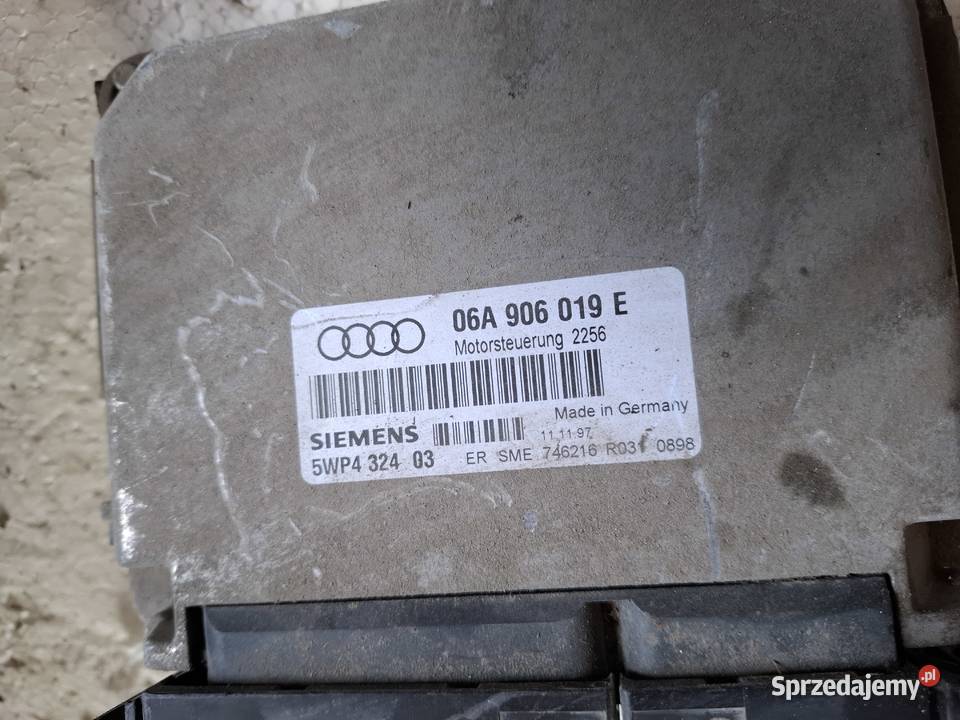 06A 906 019 E
Motorsteuerung 2256
Made in Germany
SIEMENS
11.11.97
5WP4 324 03 ER SME 746216 R031 0898
Sprzedajemy.pl